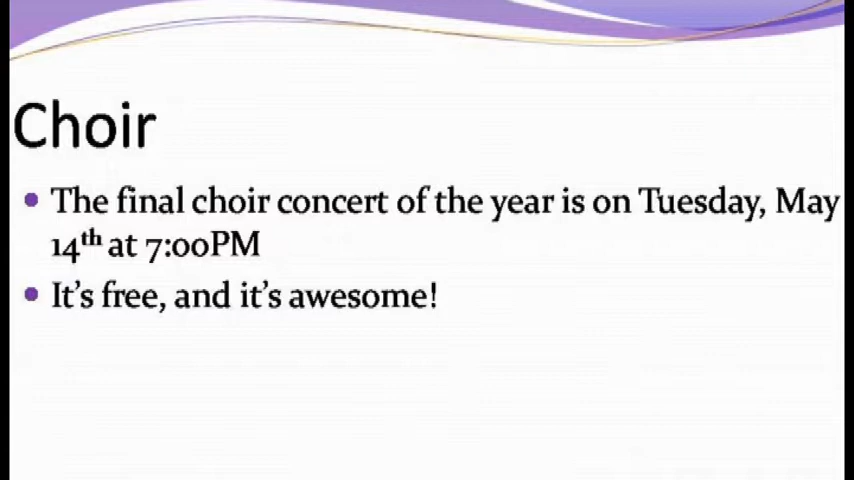 Choir
• The final choir concert of the year is on Tuesday, May
14th at 7:00PM
• It's free, and it's awesome!